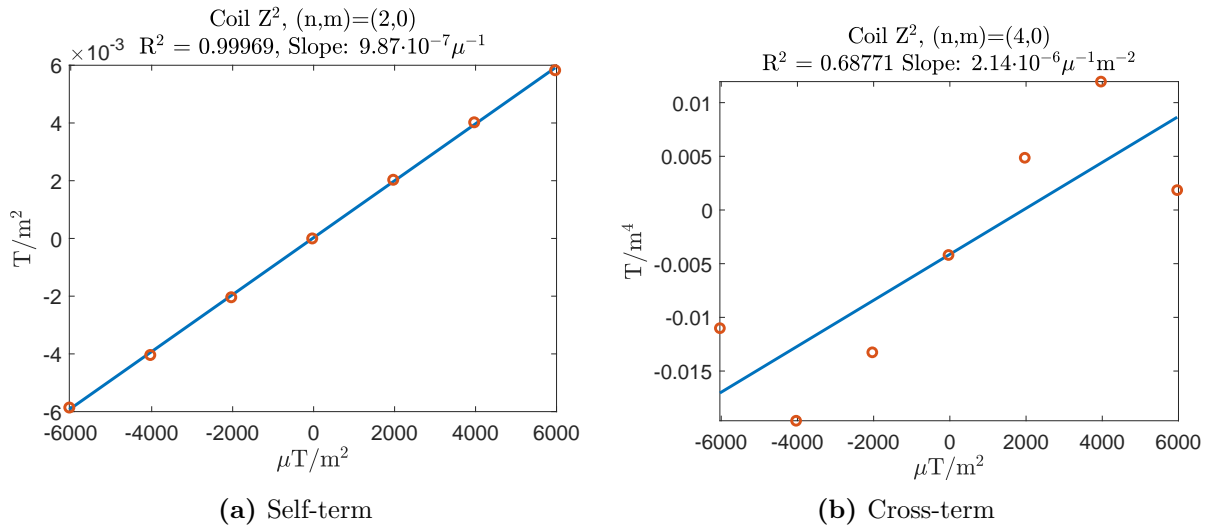 Coil Z², (n,m)=(2,0)
×10⁻³ R² = 0.99969, Slope: 9.87·10⁻⁷μ⁻¹
6
4
2
0
-2
-4
-6
T/m²
-6000 -4000 -2000 0 2000 4000 6000
μT/m²
(a) Self-term
Coil Z², (n,m)=(4,0)
R² = 0.68771 Slope: 2.14·10⁻⁶μ⁻¹m⁻²
0.01
0.005
0
-0.005
-0.01
-0.015
T/m⁴
-6000 -4000 -2000 0 2000 4000 6000
μT/m²
(b) Cross-term